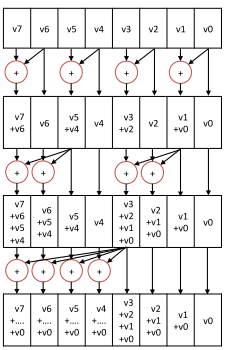 v7 v6 v5 v4 v3 v2 v1 v0
+ + + +
v7 +v6 v6 v5 +v4 v4 v3 +v2 v2 v1 +v0 v0
+ + + +
v7 +v6 +v5 +v4 v6 +v5 +v4 v5 +v4 v4 v3 +v2 +v1 +v0 v2 +v1 +v0 v1 +v0 v0
+ + + +
v7 +.... +v0 v6 +.... +v0 v5 +.... +v0 v4 +.... +v0 v3 +v2 +v1 +v0 v2 +v1 +v0 v1 +v0 v0